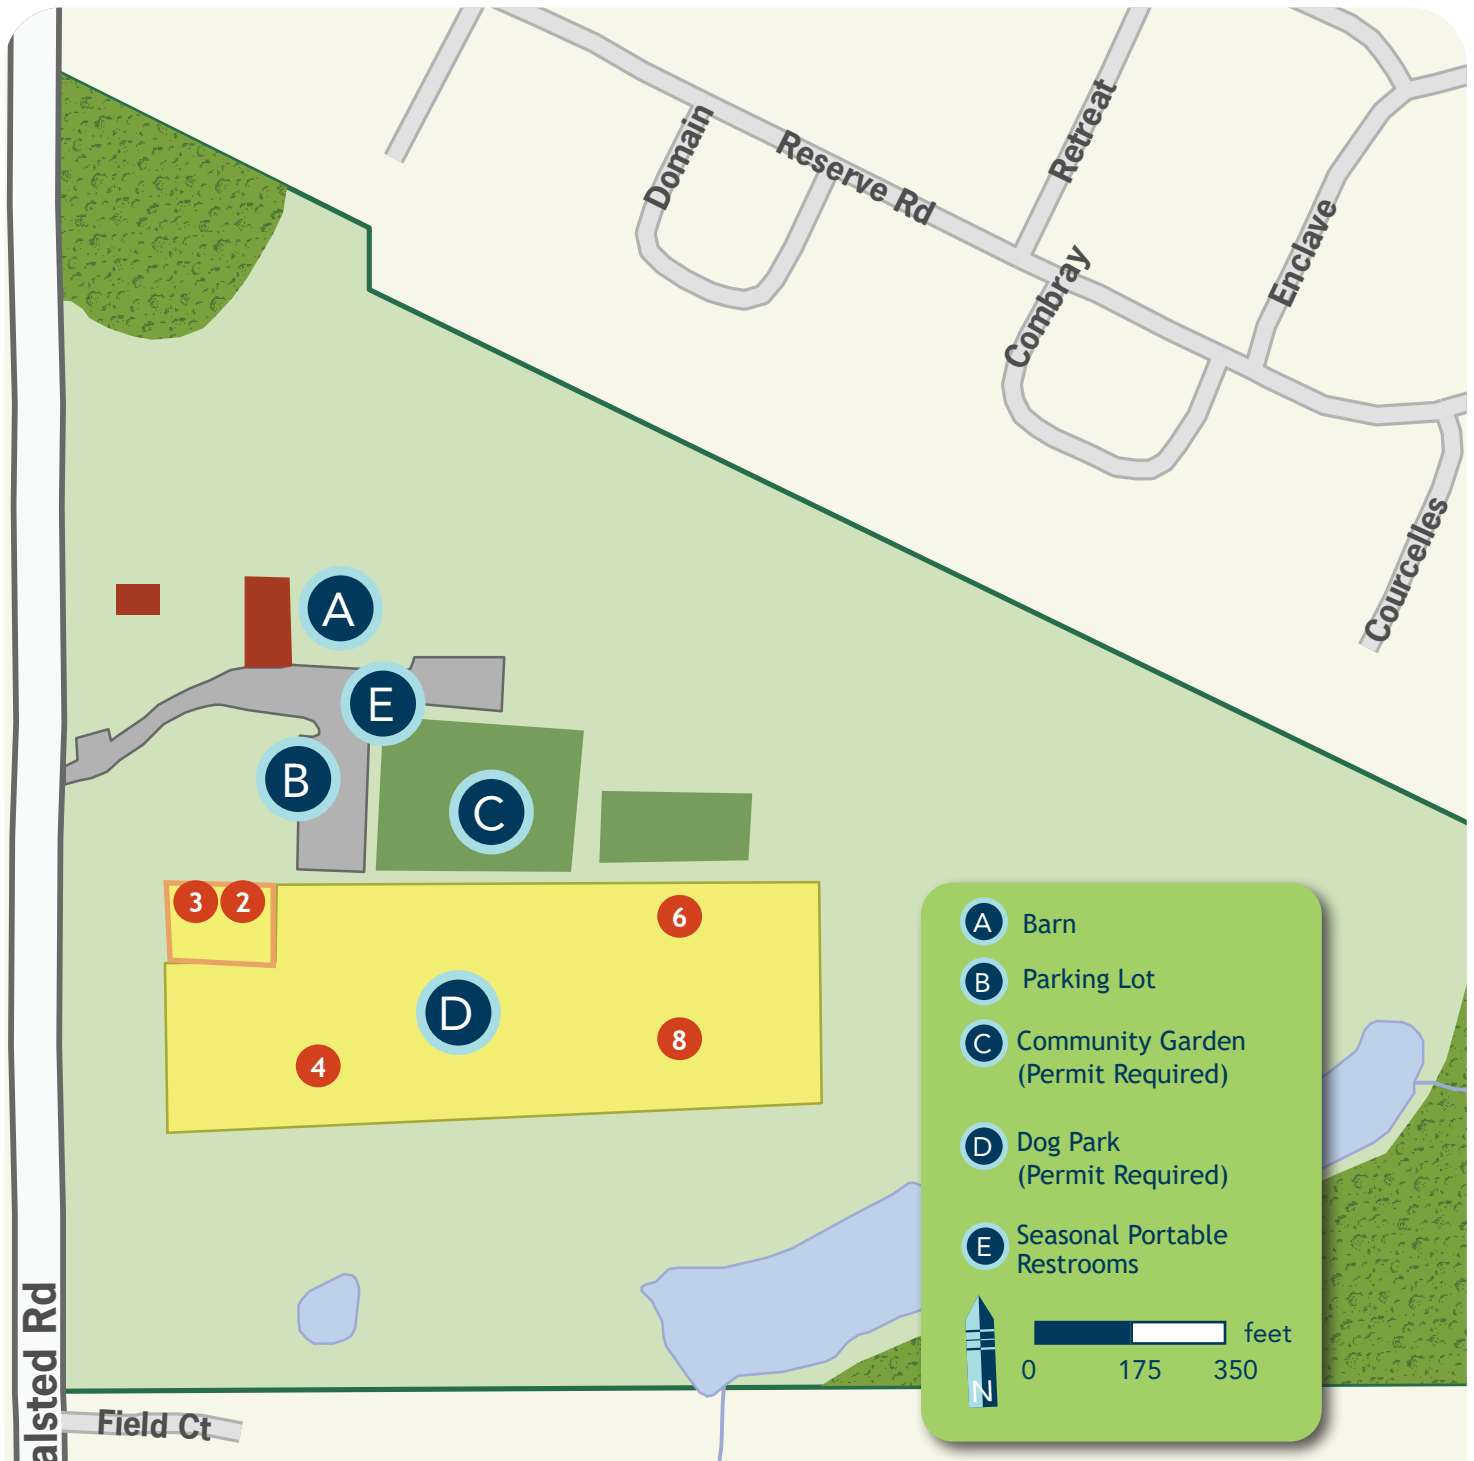 Domain
Reserve Rd
Retreat
Combray
Enclave
Courcelles
A
E
B
C
3
2
6
D
8
4
A Barn
B Parking Lot
C Community Garden
(Permit Required)
D Dog Park
(Permit Required)
E Seasonal Portable
Restrooms
N
feet
0 175 350
alsted Rd
Field Ct